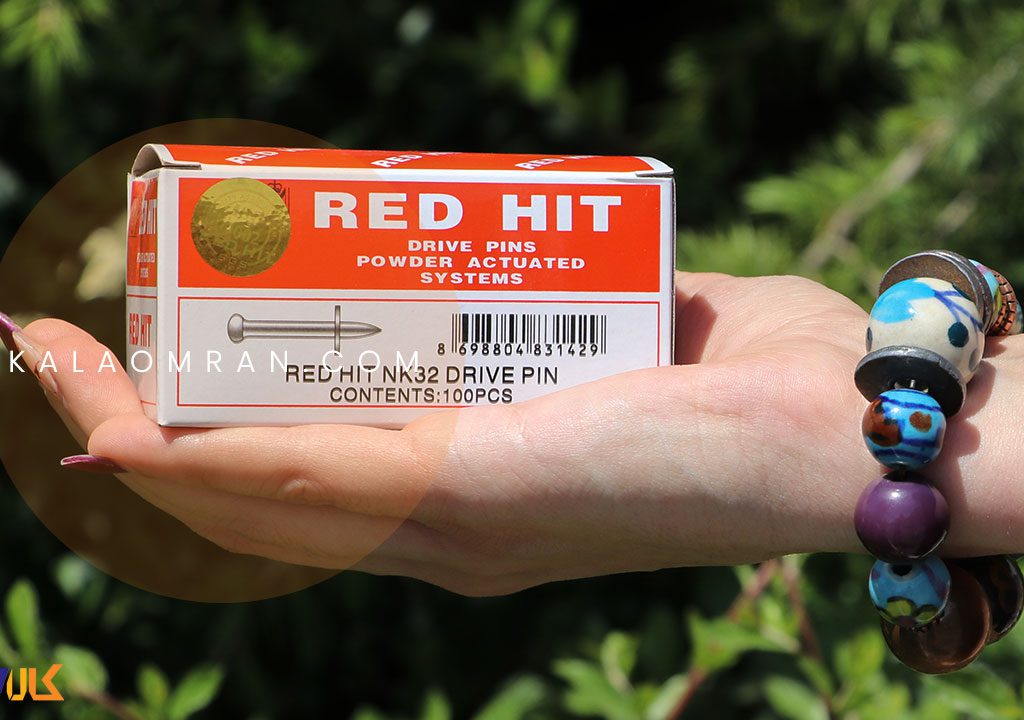 RED HIT
RED HIT
RED HIT
RED HIT
DRIVE PINS
POWDER ACTUATED
SYSTEMS
RED HIT
8 698804 831429
KALAOMRAN.COM
RED HIT NK32 DRIVE PIN
CONTENTS:100PCS